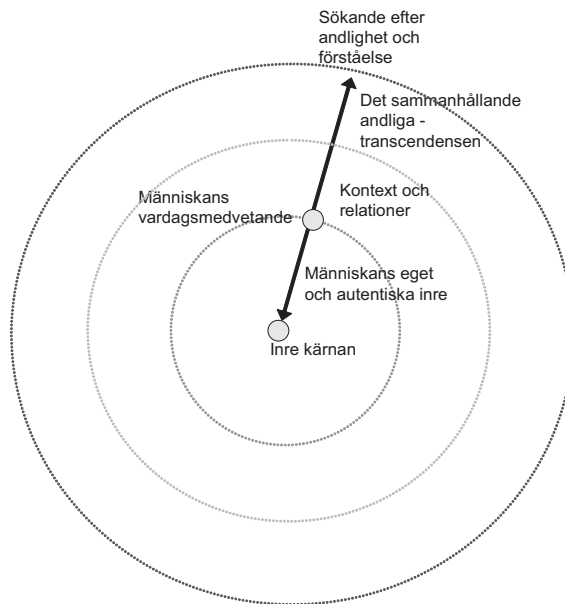 Sökande efter
andlighet och
förståelse
Det sammanhållande
andliga -
transcendensen
Människans
vardagsmedvetande
Kontext och
relationer
Människans eget
och autentiska inre
Inre kärnan